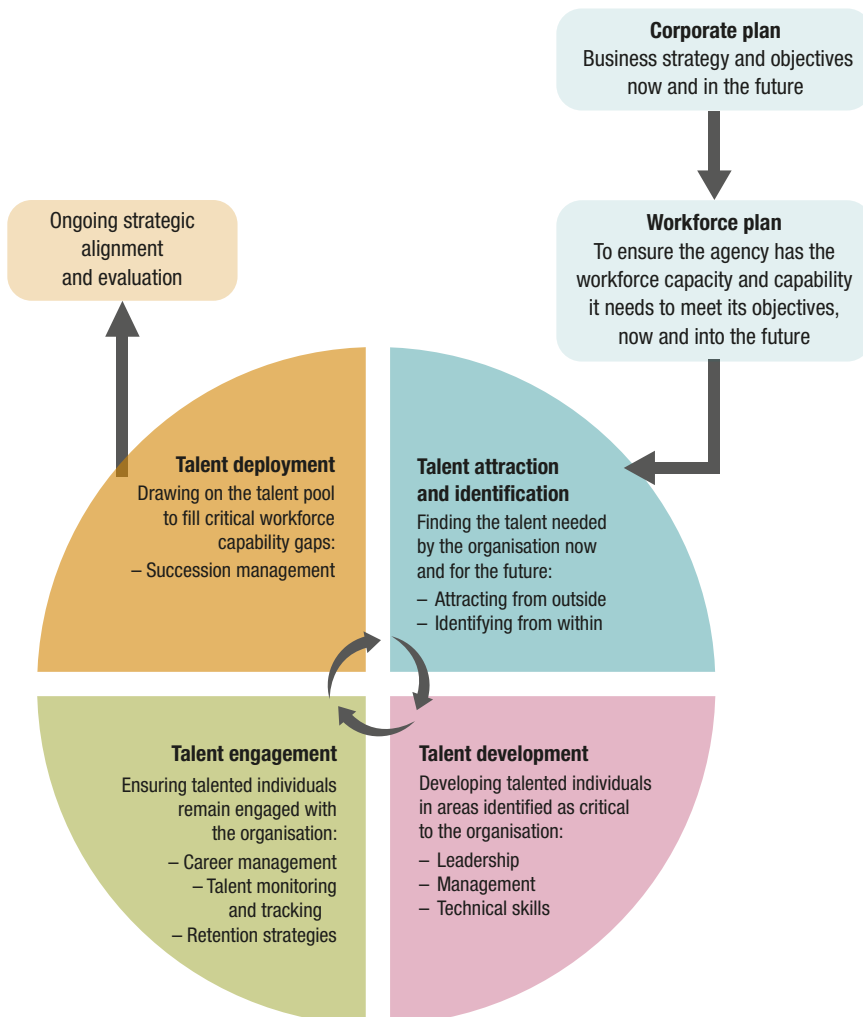 Corporate plan
Business strategy and objectives
now and in the future
Workforce plan
To ensure the agency has the
workforce capacity and capability
it needs to meet its objectives,
now and into the future
Ongoing strategic
alignment
and evaluation
Talent deployment
Drawing on the talent pool
to fill critical workforce
capability gaps:
– Succession management
Talent attraction
and identification
Finding the talent needed
by the organisation now
and for the future:
– Attracting from outside
– Identifying from within
Talent engagement
Ensuring talented individuals
remain engaged with
the organisation:
– Career management
– Talent monitoring
and tracking
– Retention strategies
Talent development
Developing talented individuals
in areas identified as critical
to the organisation:
– Leadership
– Management
– Technical skills